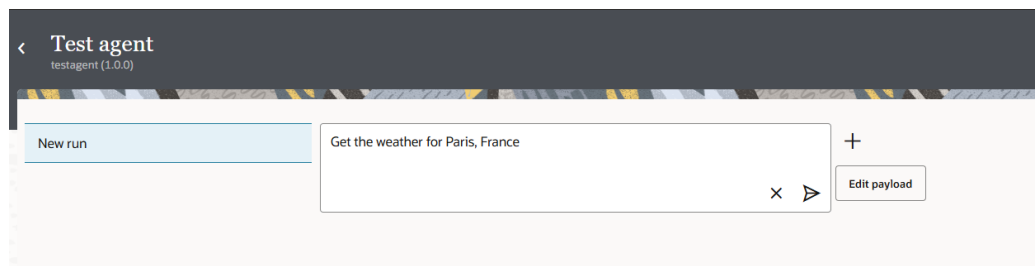 Test agent
testagent (1.0.0)
New run
Get the weather for Paris, France
Edit payload